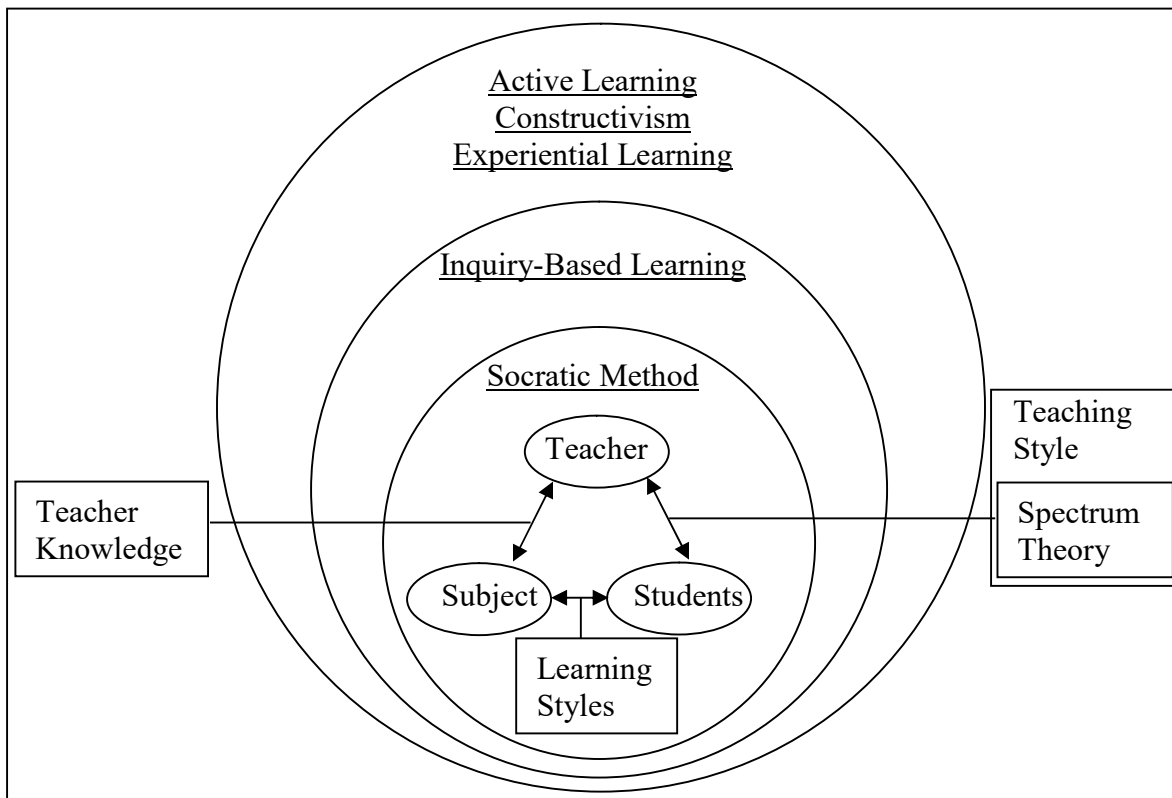 Active Learning
Constructivism
Experiential Learning
Inquiry-Based Learning
Socratic Method
Teacher
Teaching
Style
Teacher
Knowledge
Spectrum
Theory
Subject
Students
Learning
Styles